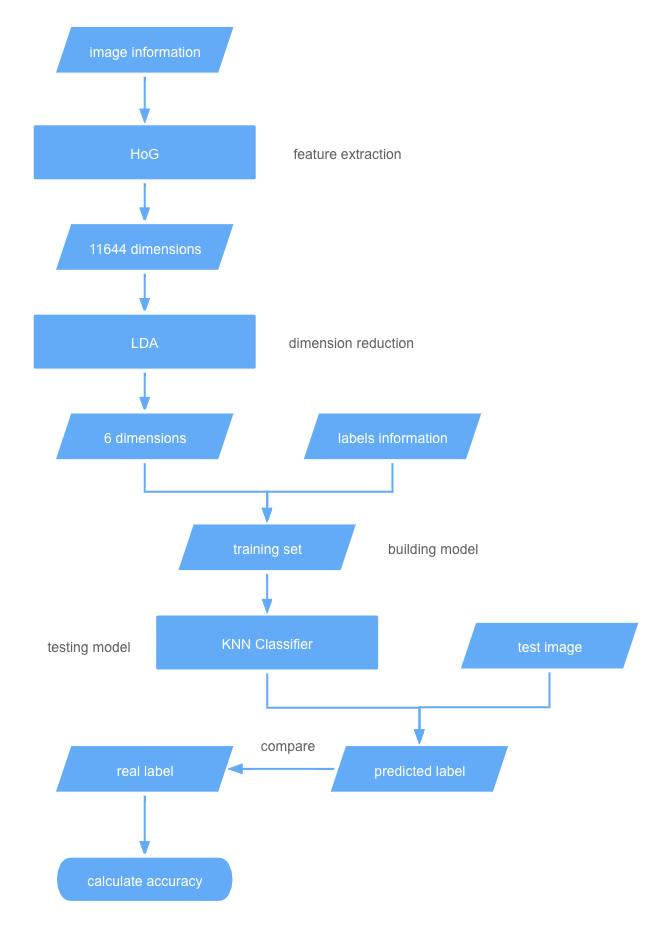 image information
HoG
feature extraction
11644 dimensions
LDA
dimension reduction
6 dimensions
labels information
training set
building model
testing model
KNN Classifier
test image
compare
real label
predicted label
calculate accuracy